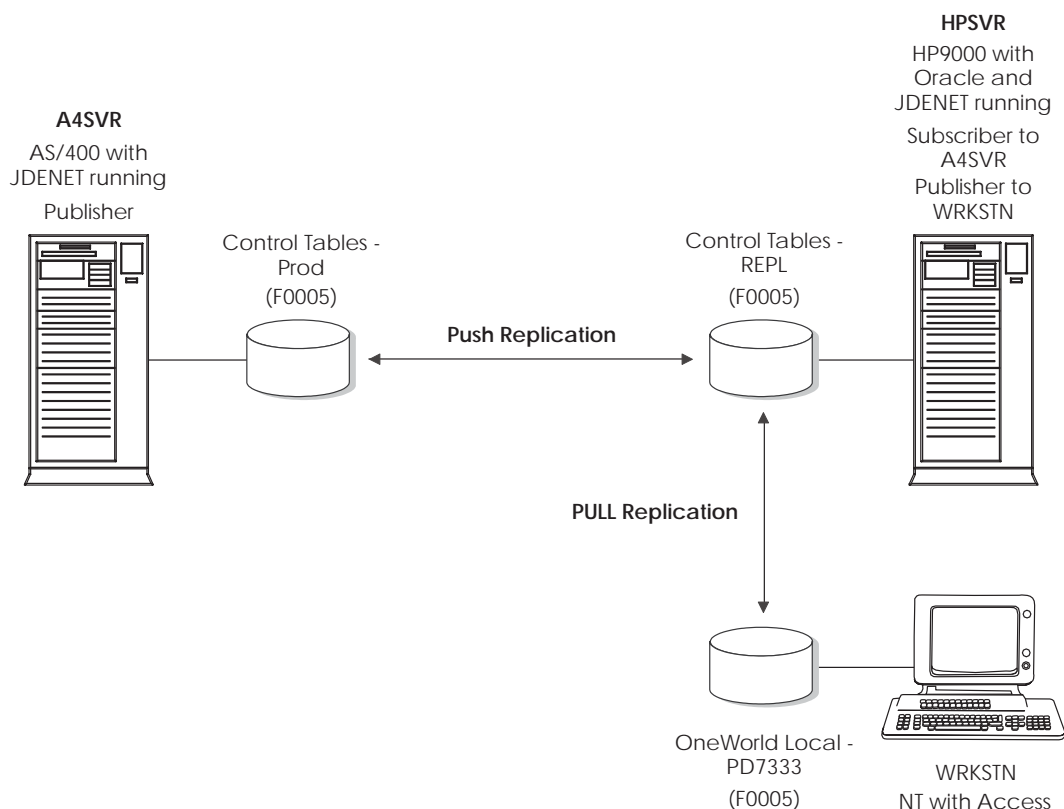 HPSVR
HP9000 with
Oracle and
JDENET running
Subscriber to
A4SVR
Publisher to
WRKSTN
A4SVR
AS/400 with
JDENET running
Publisher
Control Tables -
Prod
(F0005)
Control Tables -
REPL
(F0005)
Push Replication
PULL Replication
OneWorld Local -
PD7333
(F0005)
WRKSTN
NT with Access